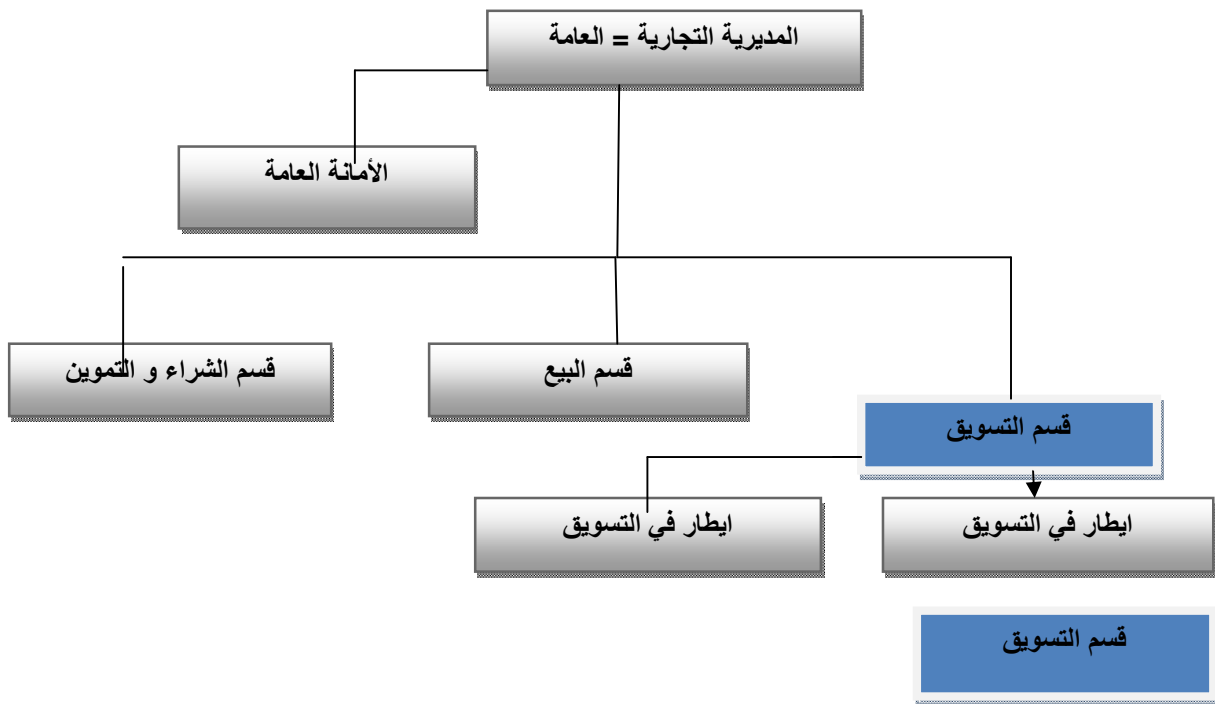 المديرية التجارية = العامة
الأمانة العامة
قسم الشراء و التموين
قسم البيع
قسم التسويق
ايطار في التسويق
ايطار في التسويق
قسم التسويق